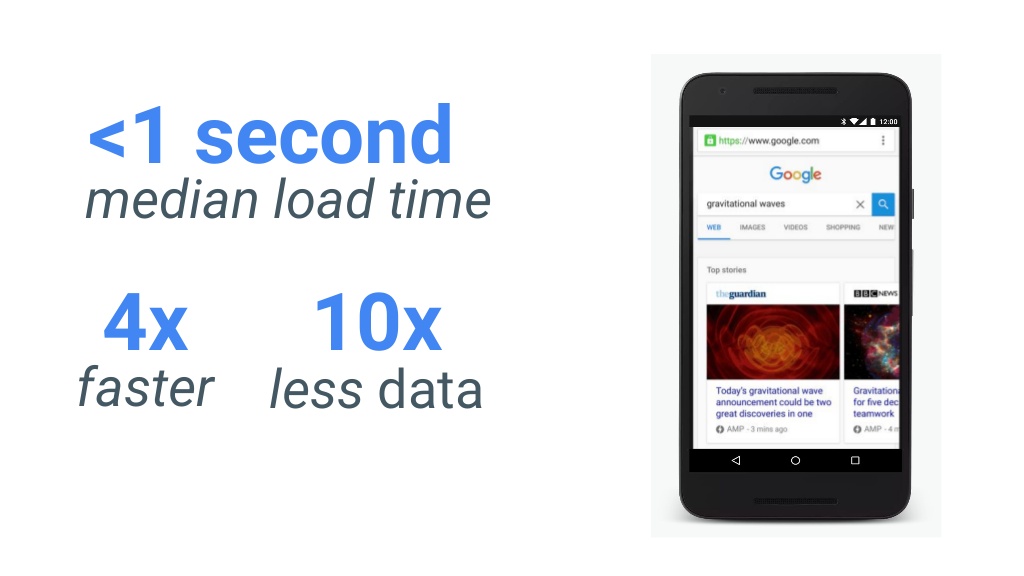 <1 second
median load time
4x
faster
10x
less data
12:00
https://www.google.com
Google
gravitational waves
WEB IMAGES VIDEOS SHOPPING NEW
Top stories
theguardian
Today's gravitational wave
announcement could be two
great discoveries in one
AMP - 3 mins ago
BBC NEWS
Gravitation
for five dec
teamwork
AMP - 4 m